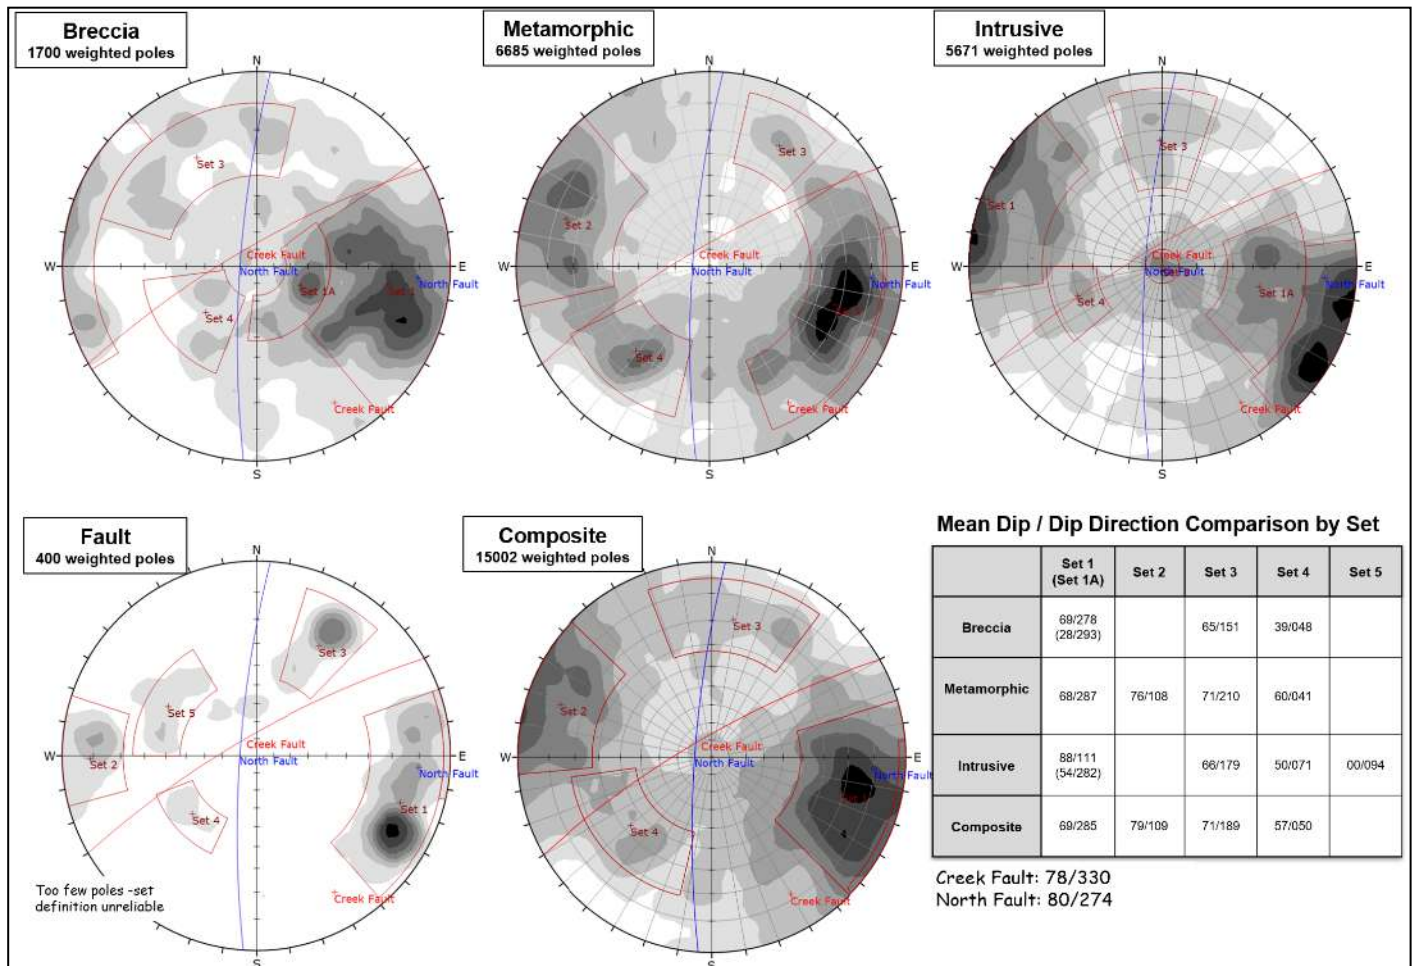 Breccia
1700 weighted poles
N
Set 3
Creek Fault
W
E
North Fault
Set 1A
Set
North Fault
Set 4
Creek Fault
S
Metamorphic
6685 weighted poles
N
Set 3
Set 2
Creek Fault
W
E
North Fault
North Fault
Set 4
Creek Fault
S
Intrusive
5671 weighted poles
N
Set 3
Set 1
Creek Fault
W
E
North Fault
Set 1A
North Fault
Set 4
Creek Fault
S
Fault
400 weighted poles
N
Set 3
Set 5
Creek Fault
W
E
North Fault
North Fault
Set 2
Set 1
Set 4
Creek Fault
S
Too few poles -set
definition unreliable
Composite
15002 weighted poles
N
Set 3
Set 2
Creek Fault
W
E
North Fault
North Fault
Set 4
Creek Fault
S
Mean Dip / Dip Direction Comparison by Set
Set 1 (Set 1A) Set 2 Set 3 Set 4 Set 5
Breccia 69/278 (28/293) 65/151 39/048
Metamorphic 68/287 76/108 71/210 60/041
Intrusive 88/111 (54/282) 66/179 50/071 00/094
Composite 69/285 79/109 71/189 57/050
Creek Fault: 78/330
North Fault: 80/274